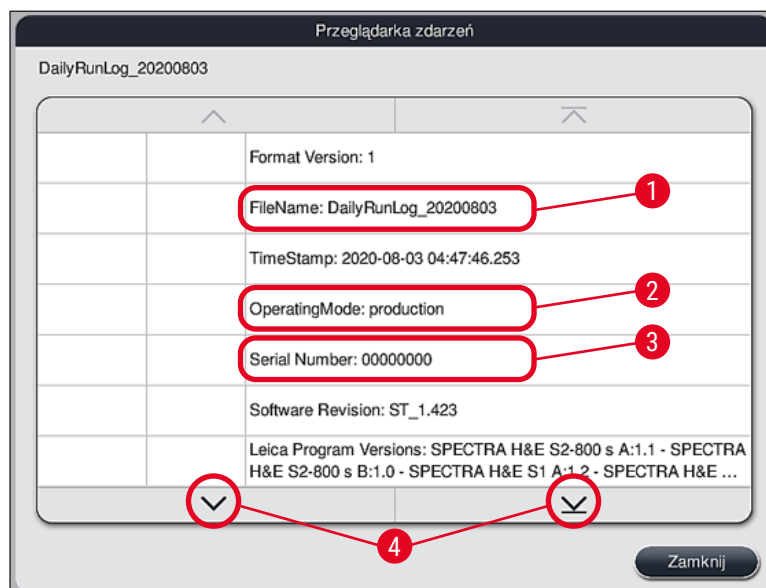 Przeglądarka zdarzeń
DailyRunLog_20200803
Format Version: 1
FileName: DailyRunLog_20200803
1
TimeStamp: 2020-08-03 04:47:46.253
OperatingMode: production
2
Serial Number: 00000000
3
Software Revision: ST_1.423
Leica Program Versions: SPECTRA H&E S2-800 s A:1.1 - SPECTRA
H&E S2-800 s B:1.0 - SPECTRA H&E S1 A:1.2 - SPECTRA H&E ...
4
Zamknij